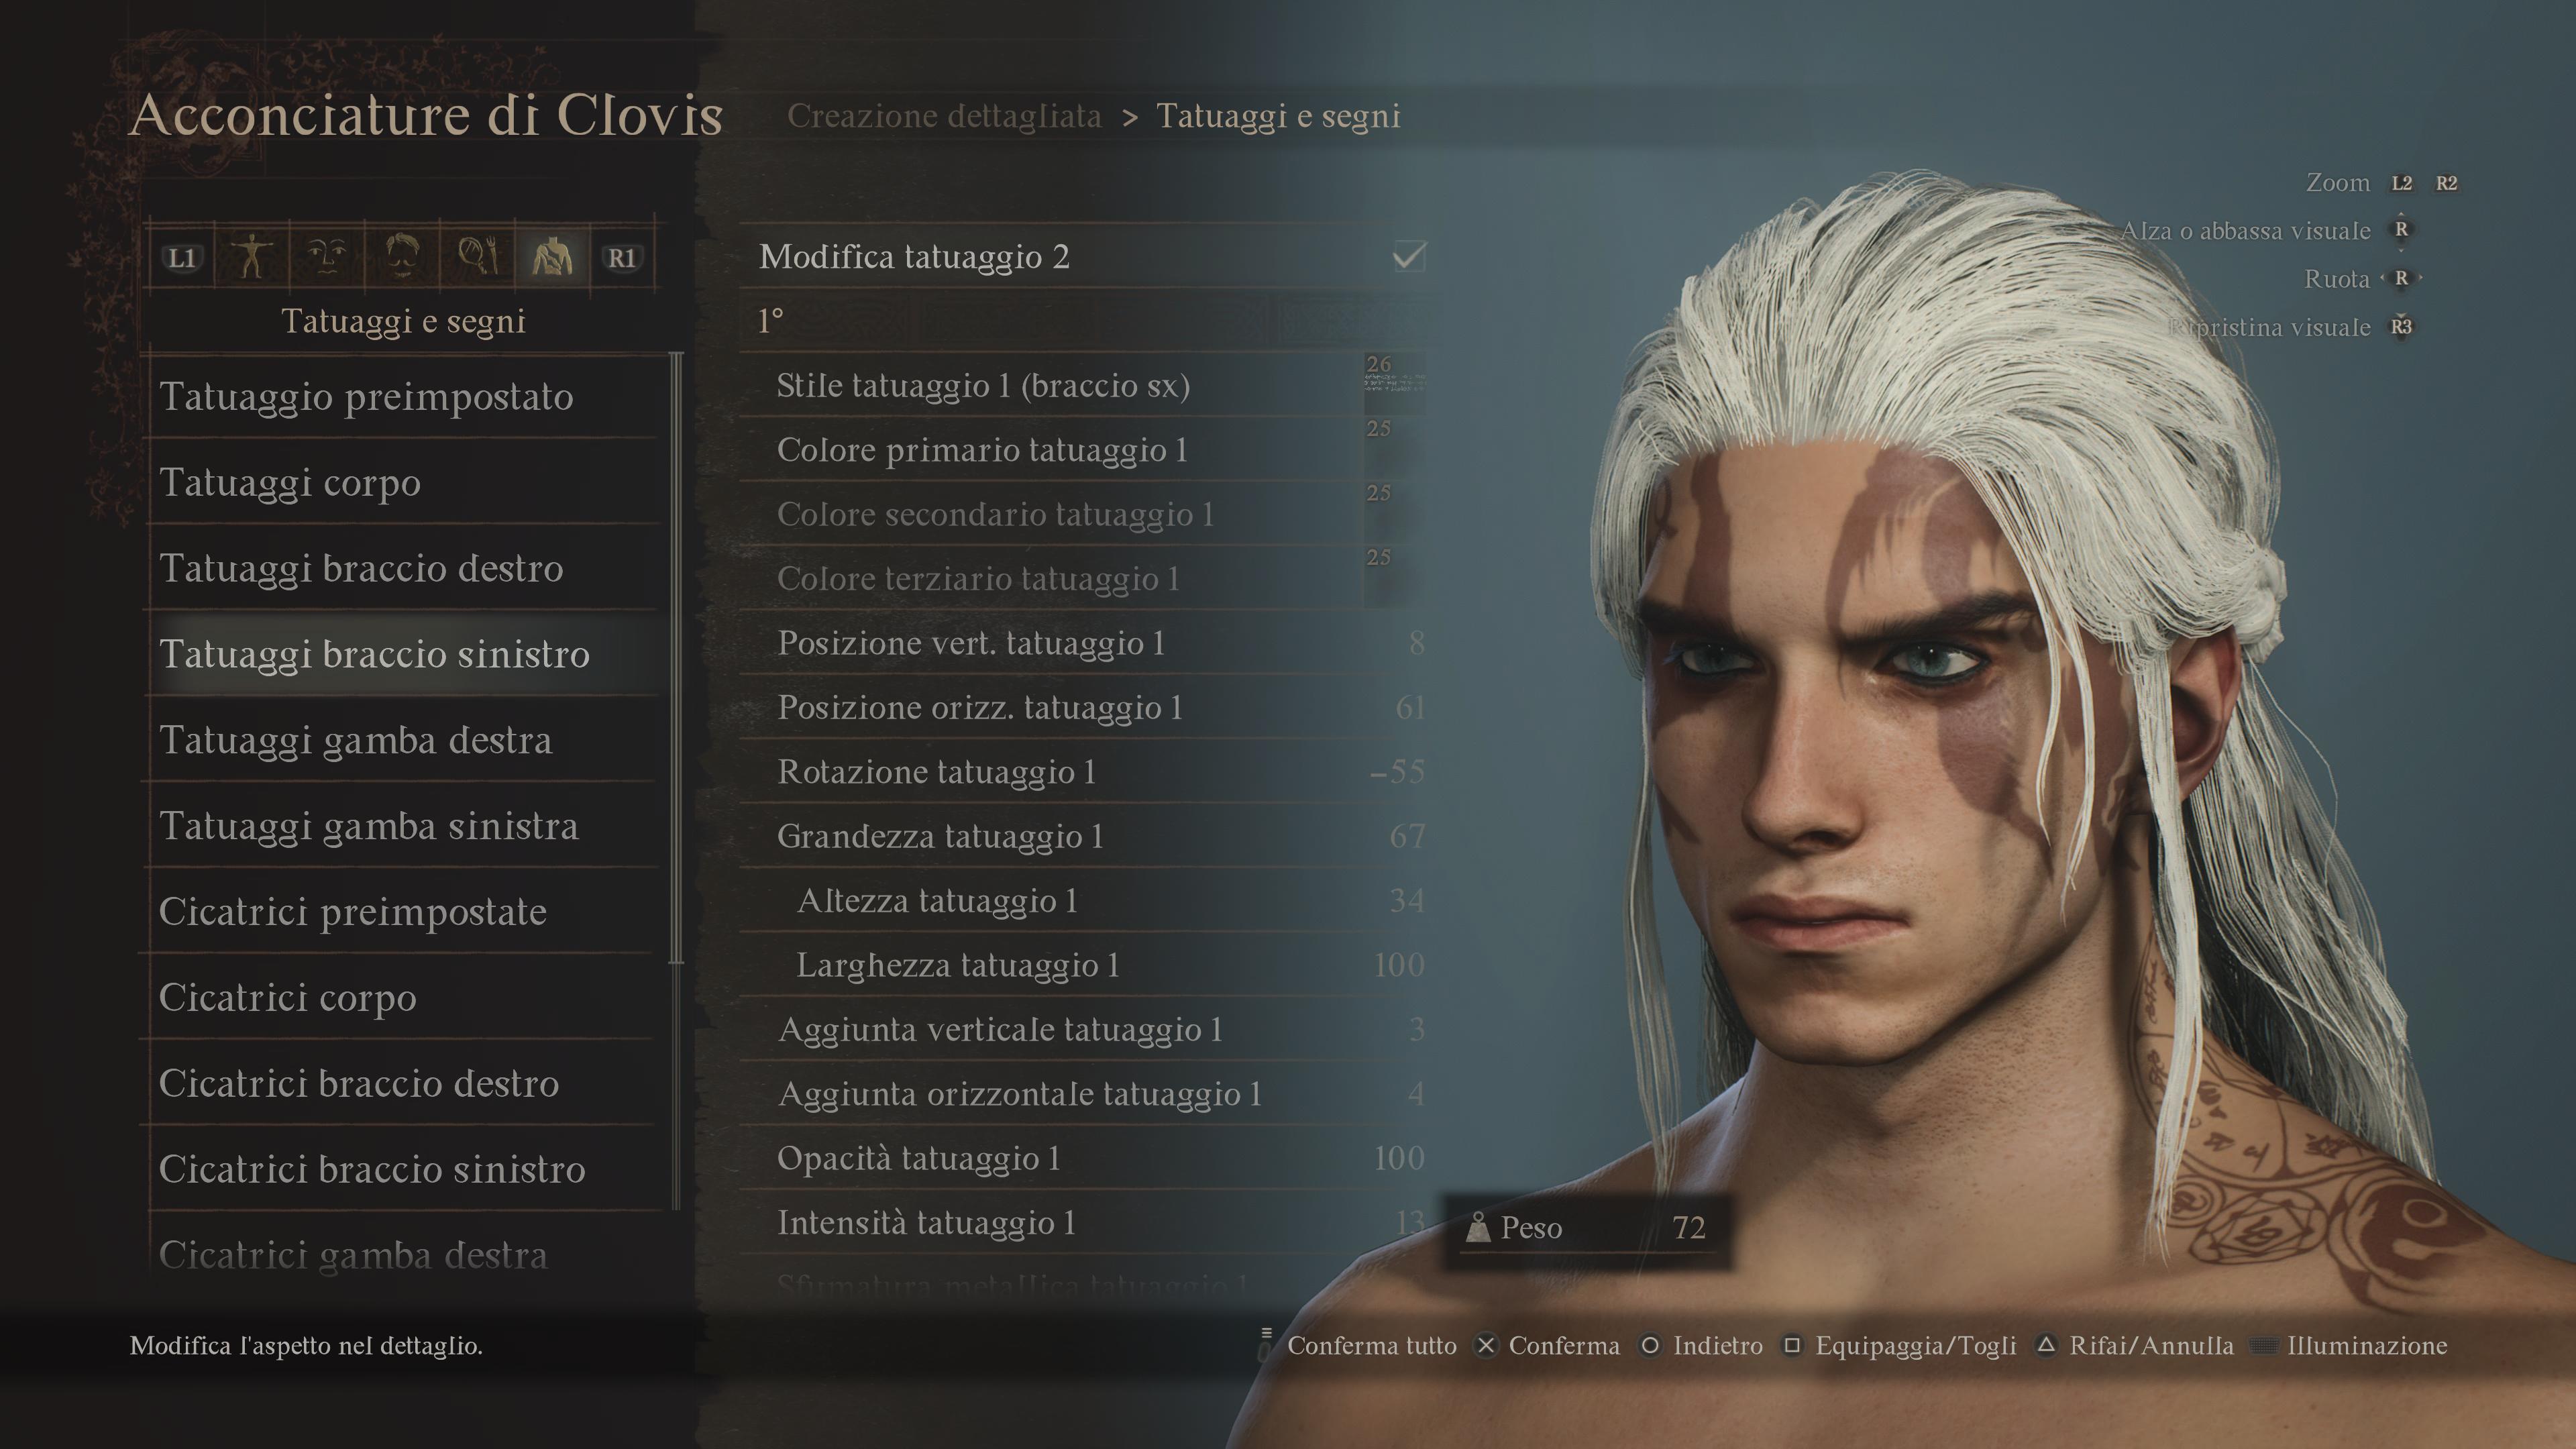 Acconciature di Clovis
Creazione dettagliata > Tatuaggi e segni
L1
R1
Tatuaggi e segni
Tatuaggio preimpostato
Tatuaggi corpo
Tatuaggi braccio destro
Tatuaggi braccio sinistro
Tatuaggi gamba destra
Tatuaggi gamba sinistra
Cicatrici preimpostate
Cicatrici corpo
Cicatrici braccio destro
Cicatrici braccio sinistro
Cicatrici gamba destra
Modifica tatuaggio 2
1°
Stile tatuaggio 1 (braccio sx) 26
Colore primario tatuaggio 1 25
Colore secondario tatuaggio 1 25
Colore terziario tatuaggio 1 25
Posizione vert. tatuaggio 1 8
Posizione orizz. tatuaggio 1 61
Rotazione tatuaggio 1 -55
Grandezza tatuaggio 1 67
Altezza tatuaggio 1 34
Larghezza tatuaggio 1 100
Aggiunta verticale tatuaggio 1 3
Aggiunta orizzontale tatuaggio 1 4
Opacità tatuaggio 1 100
Intensità tatuaggio 1 13
Sfumatura metallica tatuaggio 1
Zoom L2 R2
Alza o abbassa visuale R
Ruota R
Ripristina visuale R3
Peso 72
Modifica l'aspetto nel dettaglio.
Conferma tutto Conferma Indietro Equipaggia/Togli Rifai/Annulla Illuminazione